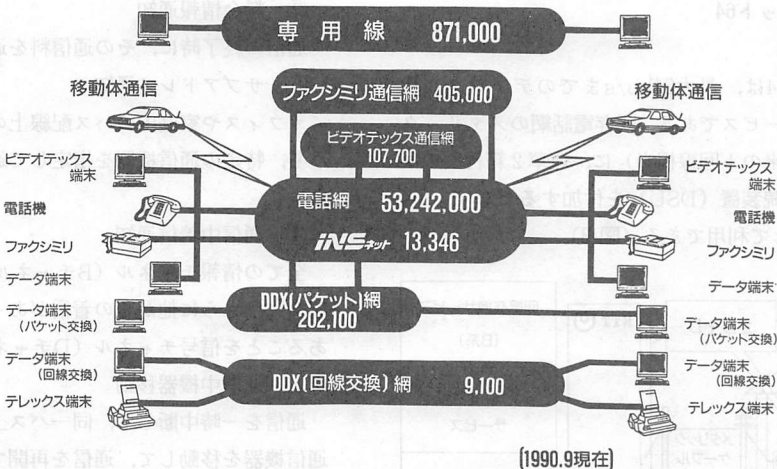 専用線 871,000
ファクシミリ通信網 405,000
ビデオテックス通信網
107,700
電話網 53,242,000
INSネット 13,346
DDX(パケット)網
202,100
DDX(回線交換)網 9,100
移動体通信
ビデオテックス
端末
電話機
ファクシミリ
データ端末
データ端末
(パケット交換)
データ端末
(回線交換)
テレックス端末
移動体通信
ビデオテックス
端末
電話機
ファクシミリ
データ端末
データ端末
(パケット交換)
データ端末
(回線交換)
テレックス端末
[1990.9現在]